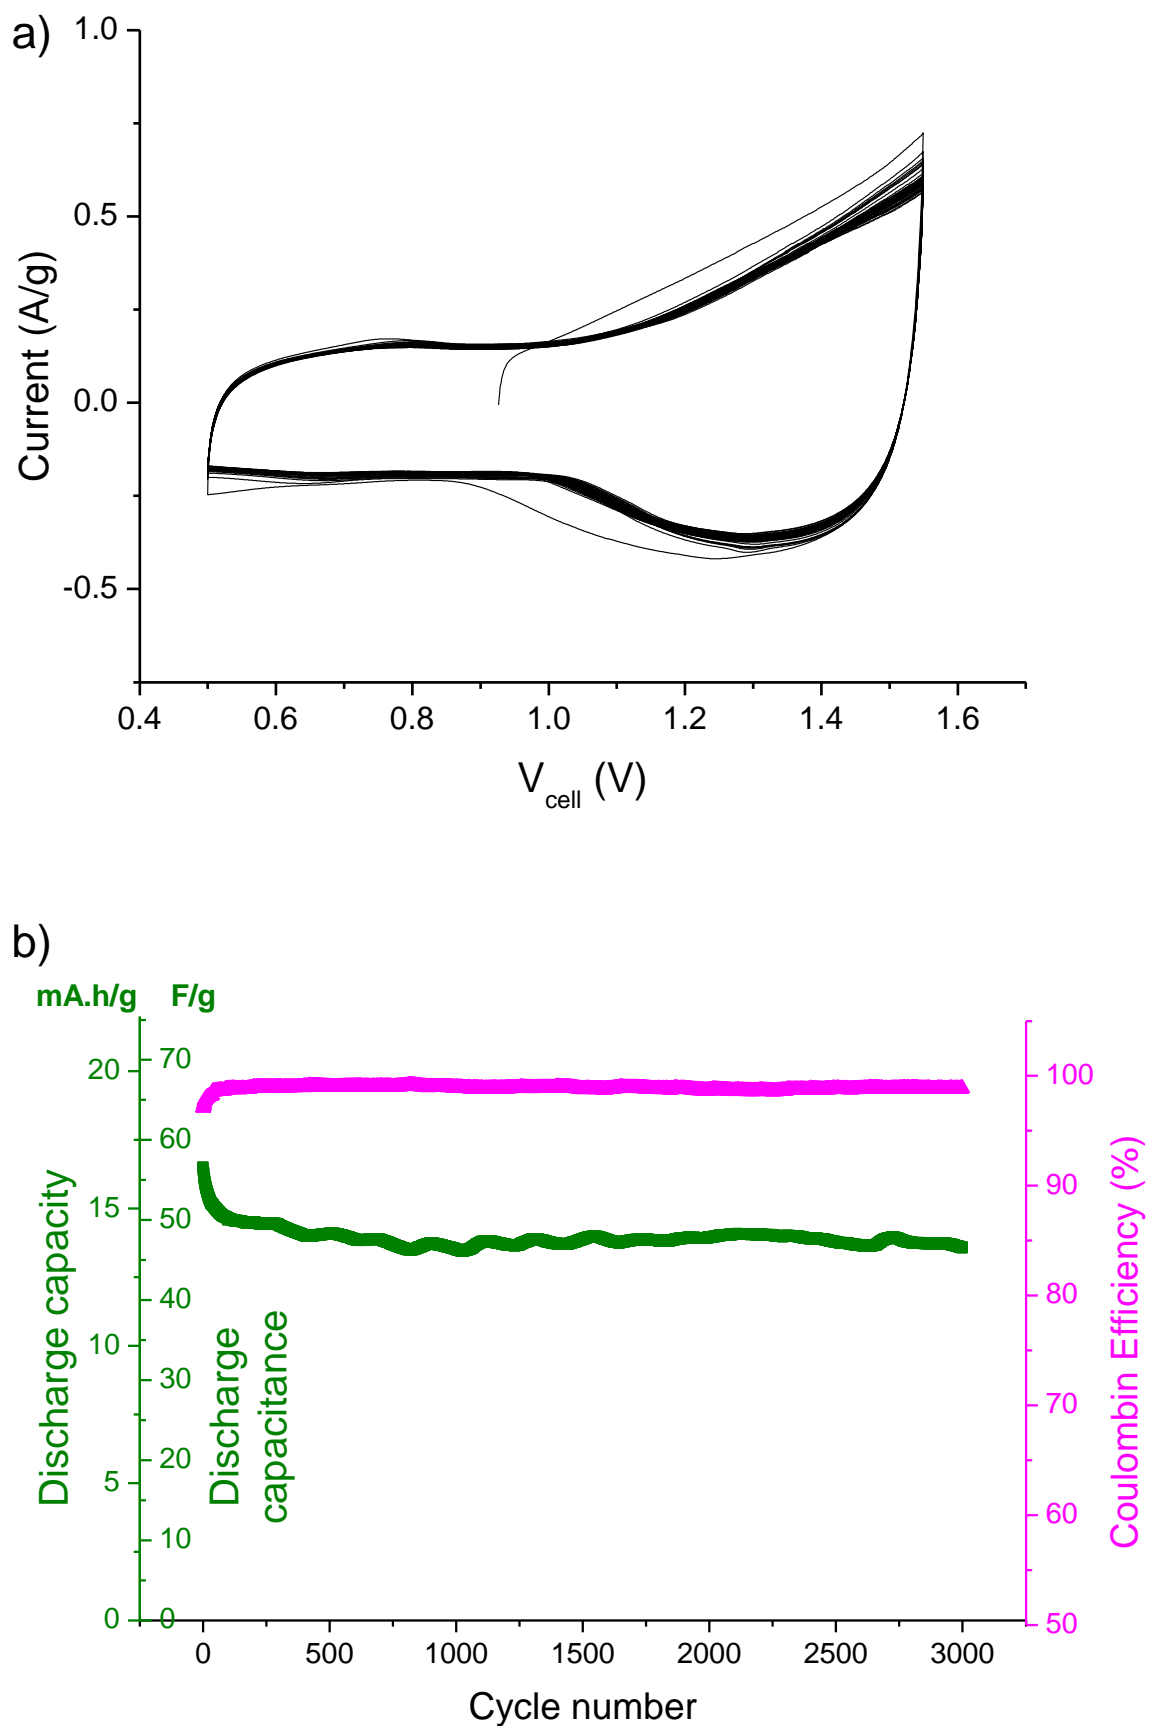 a)
1.0
0.5
0.0
-0.5
Current (A/g)
0.4 0.6 0.8 1.0 1.2 1.4 1.6
Vcell (V)
b)
mA.h/g F/g
20
15
10
5
0
Discharge capacity
70
60
50
40
30
20
10
0
Discharge
capacitance
100
90
80
70
60
50
Coulombin Efficiency (%)
0 500 1000 1500 2000 2500 3000
Cycle number